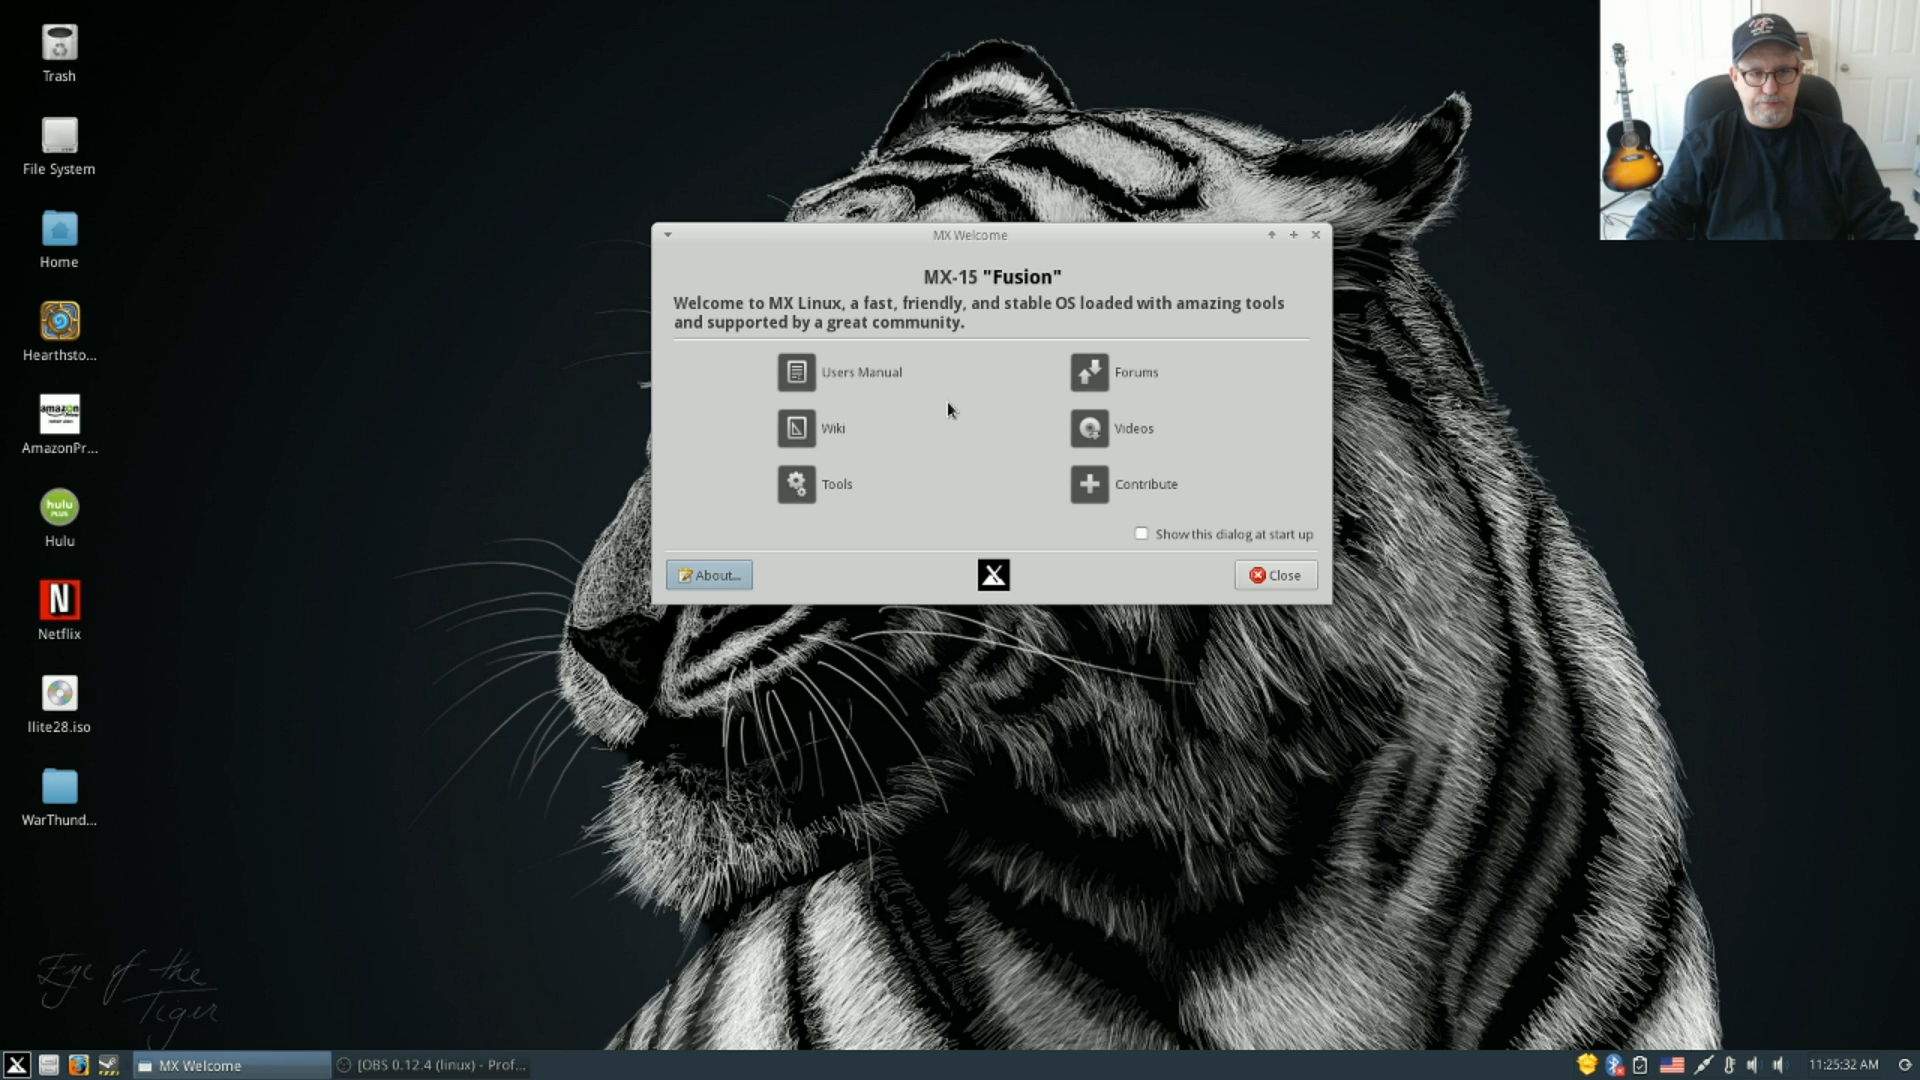 Trash
File System
Home
Hearthsto...
amazon
AmazonPr...
hulu
PLUS
Hulu
N
Netflix
llite28.iso
WarThund...
Eye of the
Tiger
MX Welcome
MX-15 "Fusion"
Welcome to MX Linux, a fast, friendly, and stable OS loaded with amazing tools
and supported by a great community.
Users Manual
Forums
Wiki
Videos
Tools
Contribute
Show this dialog at start up
About...
Close
MX Welcome
[OBS 0.12.4 (linux) - Prof...
11:25:32 AM